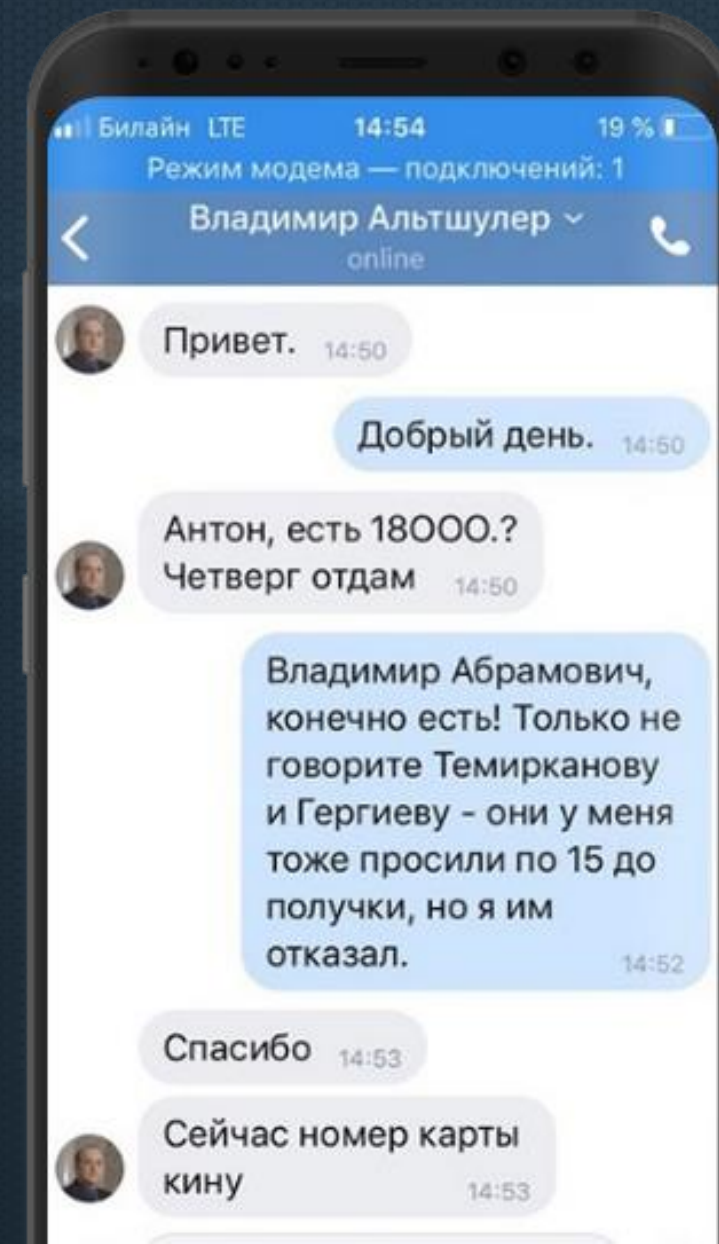 Билайн LTE 14:54 19 %
Режим модема — подключений: 1
Владимир Альтшулер
online
Привет. 14:50
Добрый день. 14:50
Антон, есть 18ООО.?
Четверг отдам 14:50
Владимир Абрамович,
конечно есть! Только не
говорите Темирканову
и Гергиеву - они у меня
тоже просили по 15 до
получки, но я им
отказал. 14:52
Спасибо 14:53
Сейчас номер карты
кину 14:53